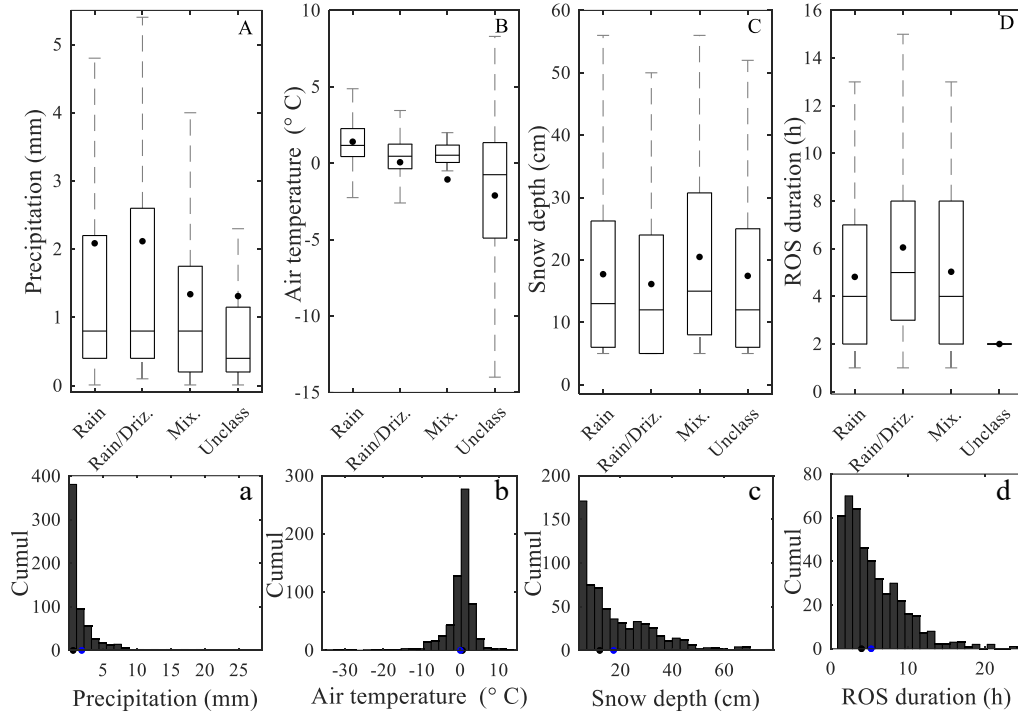 A
B
C
D
Precipitation (mm)
5
4
3
2
1
0
Rain
Rain/Driz.
Mix.
Unclass
Air temperature (° C)
10
5
0
-5
-10
-15
Rain
Rain/Driz.
Mix.
Unclass
Snow depth (cm)
60
50
40
30
20
10
0
Rain
Rain/Driz.
Mix.
Unclass
ROS duration (h)
16
14
12
10
8
6
4
2
0
Rain
Rain/Driz.
Mix.
Unclass
a
Cumul
400
300
200
100
0
5 10 15 20 25
Precipitation (mm)
b
Cumul
300
200
100
0
-30 -20 -10 0 10
Air temperature (° C)
c
Cumul
200
150
100
50
0
20 40 60
Snow depth (cm)
d
Cumul
80
60
40
20
0
0 10 20
ROS duration (h)